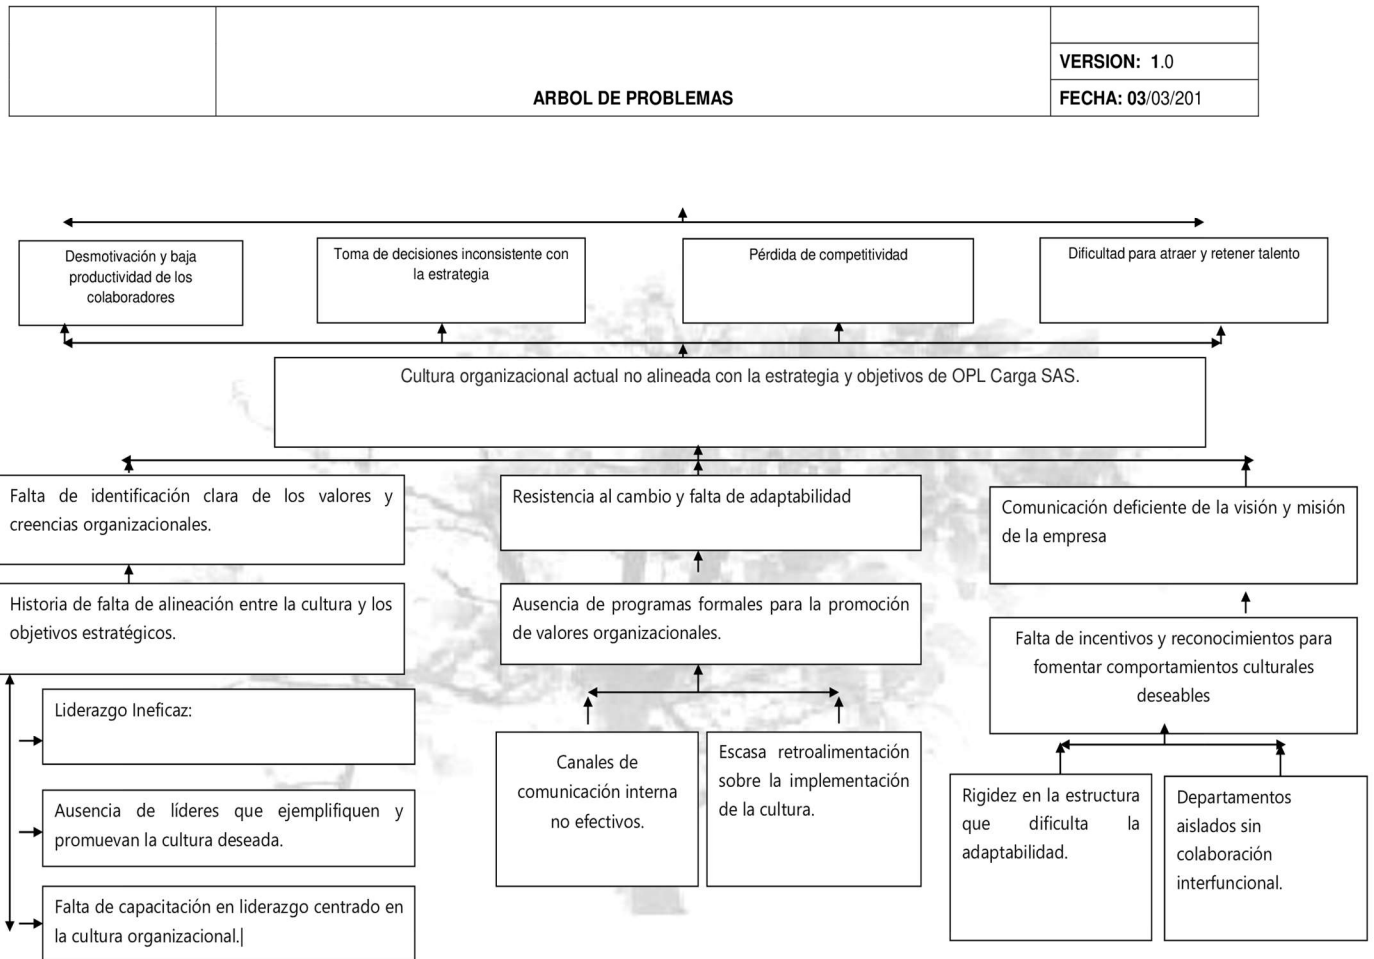 VERSION: 1.0
ARBOL DE PROBLEMAS
FECHA: 03/03/201
Desmotivación y baja
productividad de los
colaboradores
Toma de decisiones inconsistente con
la estrategia
Pérdida de competitividad
Dificultad para atraer y retener talento
Cultura organizacional actual no alineada con la estrategia y objetivos de OPL Carga SAS.
Falta de identificación clara de los valores y
creencias organizacionales.
Resistencia al cambio y falta de adaptabilidad
Comunicación deficiente de la visión y misión
de la empresa
Historia de falta de alineación entre la cultura y los
objetivos estratégicos.
Ausencia de programas formales para la promoción
de valores organizacionales.
Falta de incentivos y reconocimientos para
fomentar comportamientos culturales
deseables
Liderazgo Ineficaz:
Ausencia de líderes que ejemplifiquen y
promuevan la cultura deseada.
Falta de capacitación en liderazgo centrado en
la cultura organizacional.
Canales de
comunicación interna
no efectivos.
Escasa retroalimentación
sobre la implementación
de la cultura.
Rigidez en la estructura
que dificulta la
adaptabilidad.
Departamentos
aislados sin
colaboración
interfuncional.